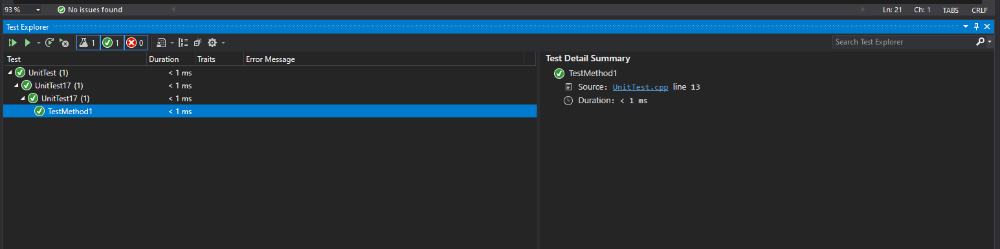 93 % No issues found Ln: 21 Ch: 1 TABS CRLF
Test Explorer
1 1 0 Search Test Explorer
Test Duration Traits Error Message
UnitTest (1) < 1 ms
UnitTest17 (1) < 1 ms
UnitTest17 (1) < 1 ms
TestMethod1 < 1 ms
Test Detail Summary
TestMethod1
Source: UnitTest.cpp line 13
Duration: < 1 ms